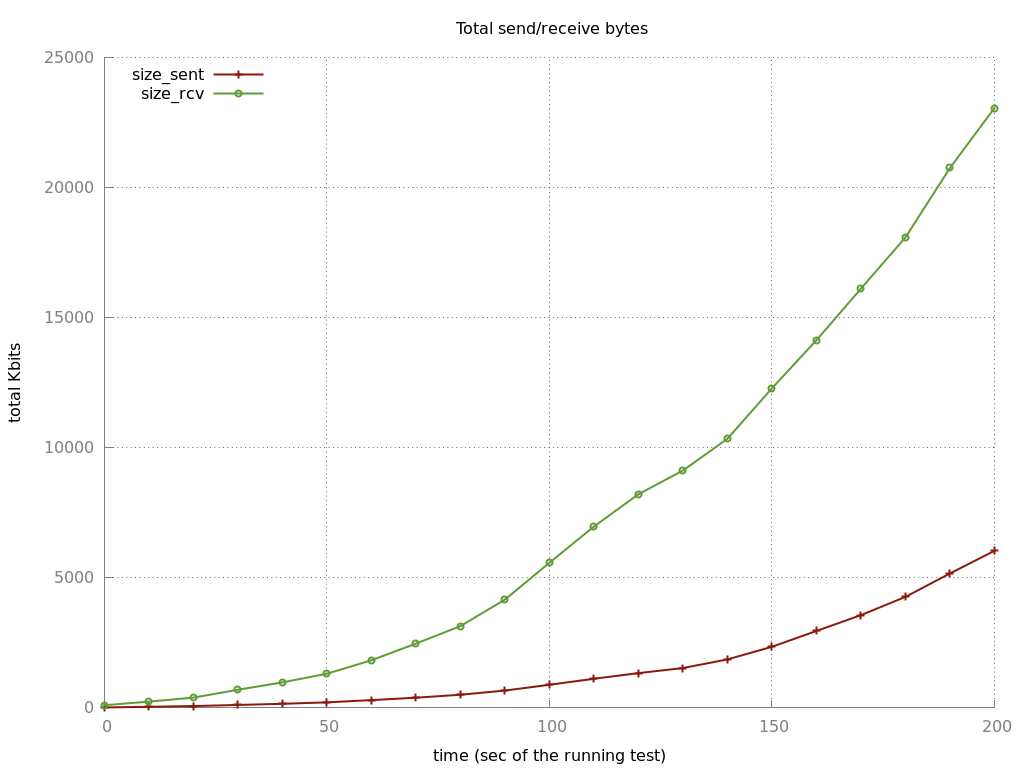 Total send/receive bytes
25000
20000
15000
10000
5000
0
size_sent
size_rcv
total Kbits
0 50 100 150 200
time (sec of the running test)